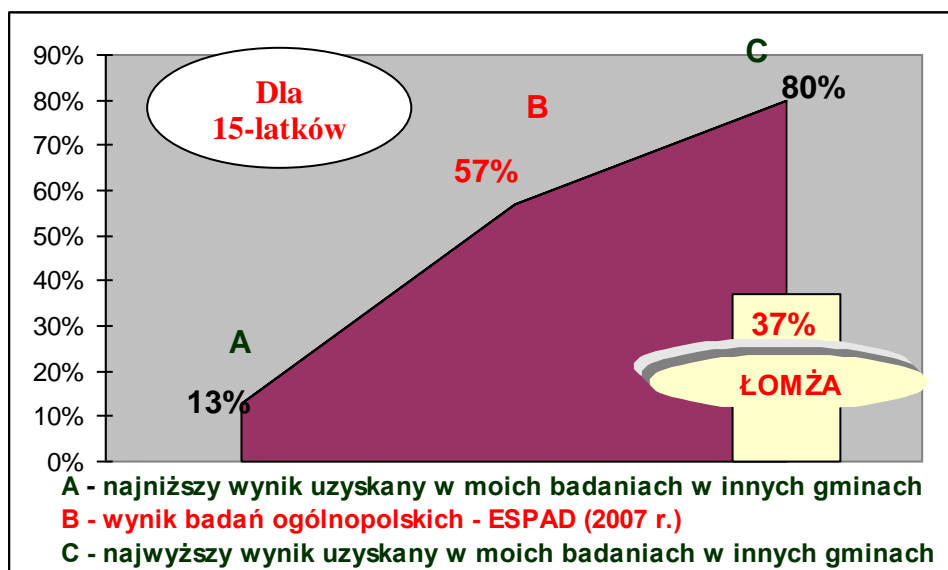 90%
80%
70%
60%
50%
40%
30%
20%
10%
0%
Dla
15-latków
A
13%
B
57%
C
80%
37%
ŁOMŻA
A - najniższy wynik uzyskany w moich badaniach w innych gminach
B - wynik badań ogólnopolskich - ESPAD (2007 r.)
C - najwyższy wynik uzyskany w moich badaniach w innych gminach